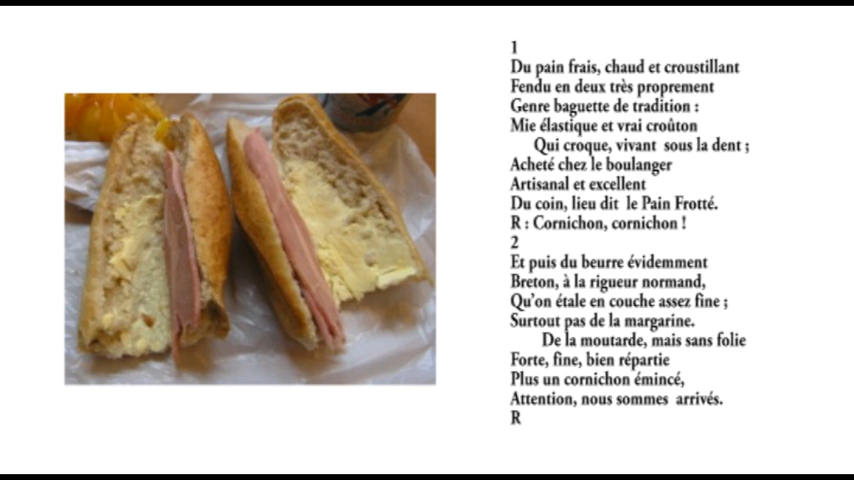 1
Du pain frais, chaud et croustillant
Fendu en deux très proprement
Genre baguette de tradition :
Mie élastique et vrai croûton
Qui croque, vivant sous la dent ;
Acheté chez le boulanger
Artisanal et excellent
Du coin, lieu dit le Pain Frotté.
R : Cornichon, cornichon !
2
Et puis du beurre évidemment
Breton, à la rigueur normand,
Qu'on étale en couche assez fine ;
Surtout pas de la margarine.
De la moutarde, mais sans folie
Forte, fine, bien répartie
Plus un cornichon émincé,
Attention, nous sommes arrivés.
R